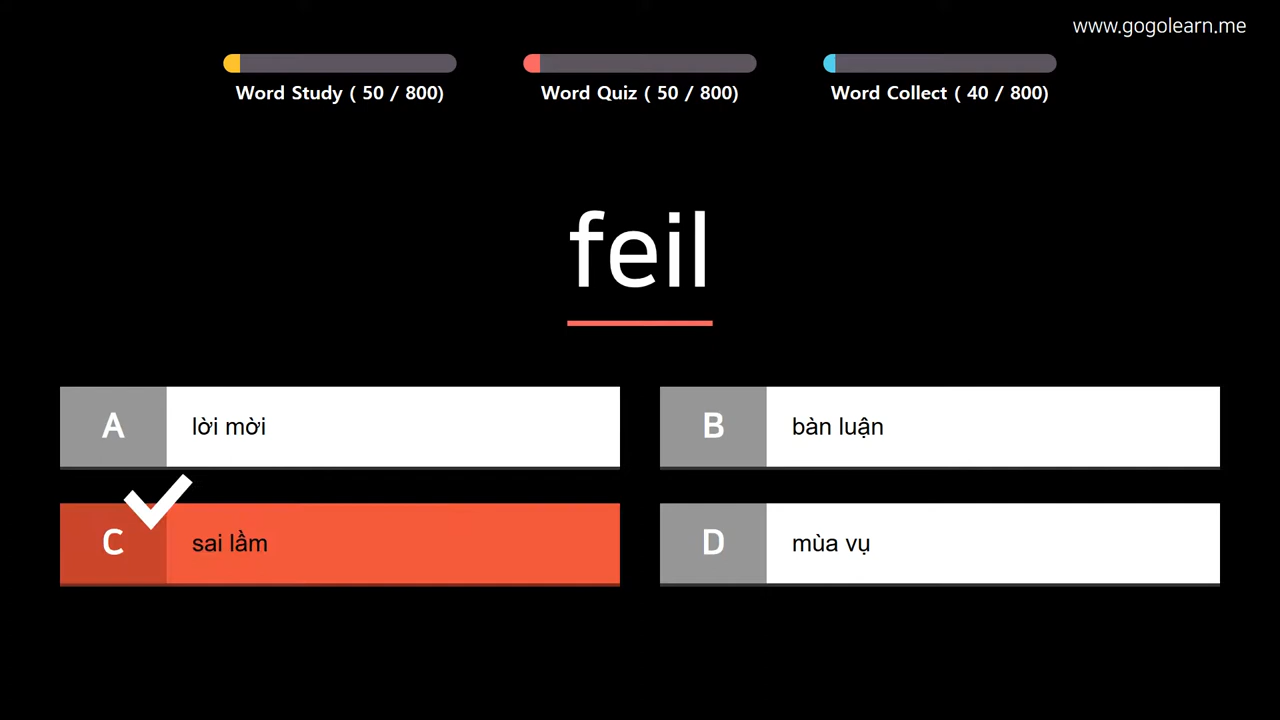 www.gogolearn.me
Word Study ( 50 / 800)
Word Quiz ( 50 / 800)
Word Collect ( 40 / 800)
feil
A
lời mời
B
bàn luận
C
sai lầm
D
mùa vụ